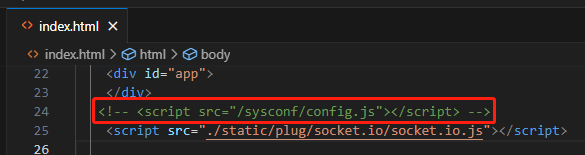 index.html ×
index.html > html > body
22 <div id="app">
23 </div>
24 <!-- <script src="/sysconf/config.js"></script> -->
25 <script src="./static/plug/socket.io/socket.io.js"></script>
26